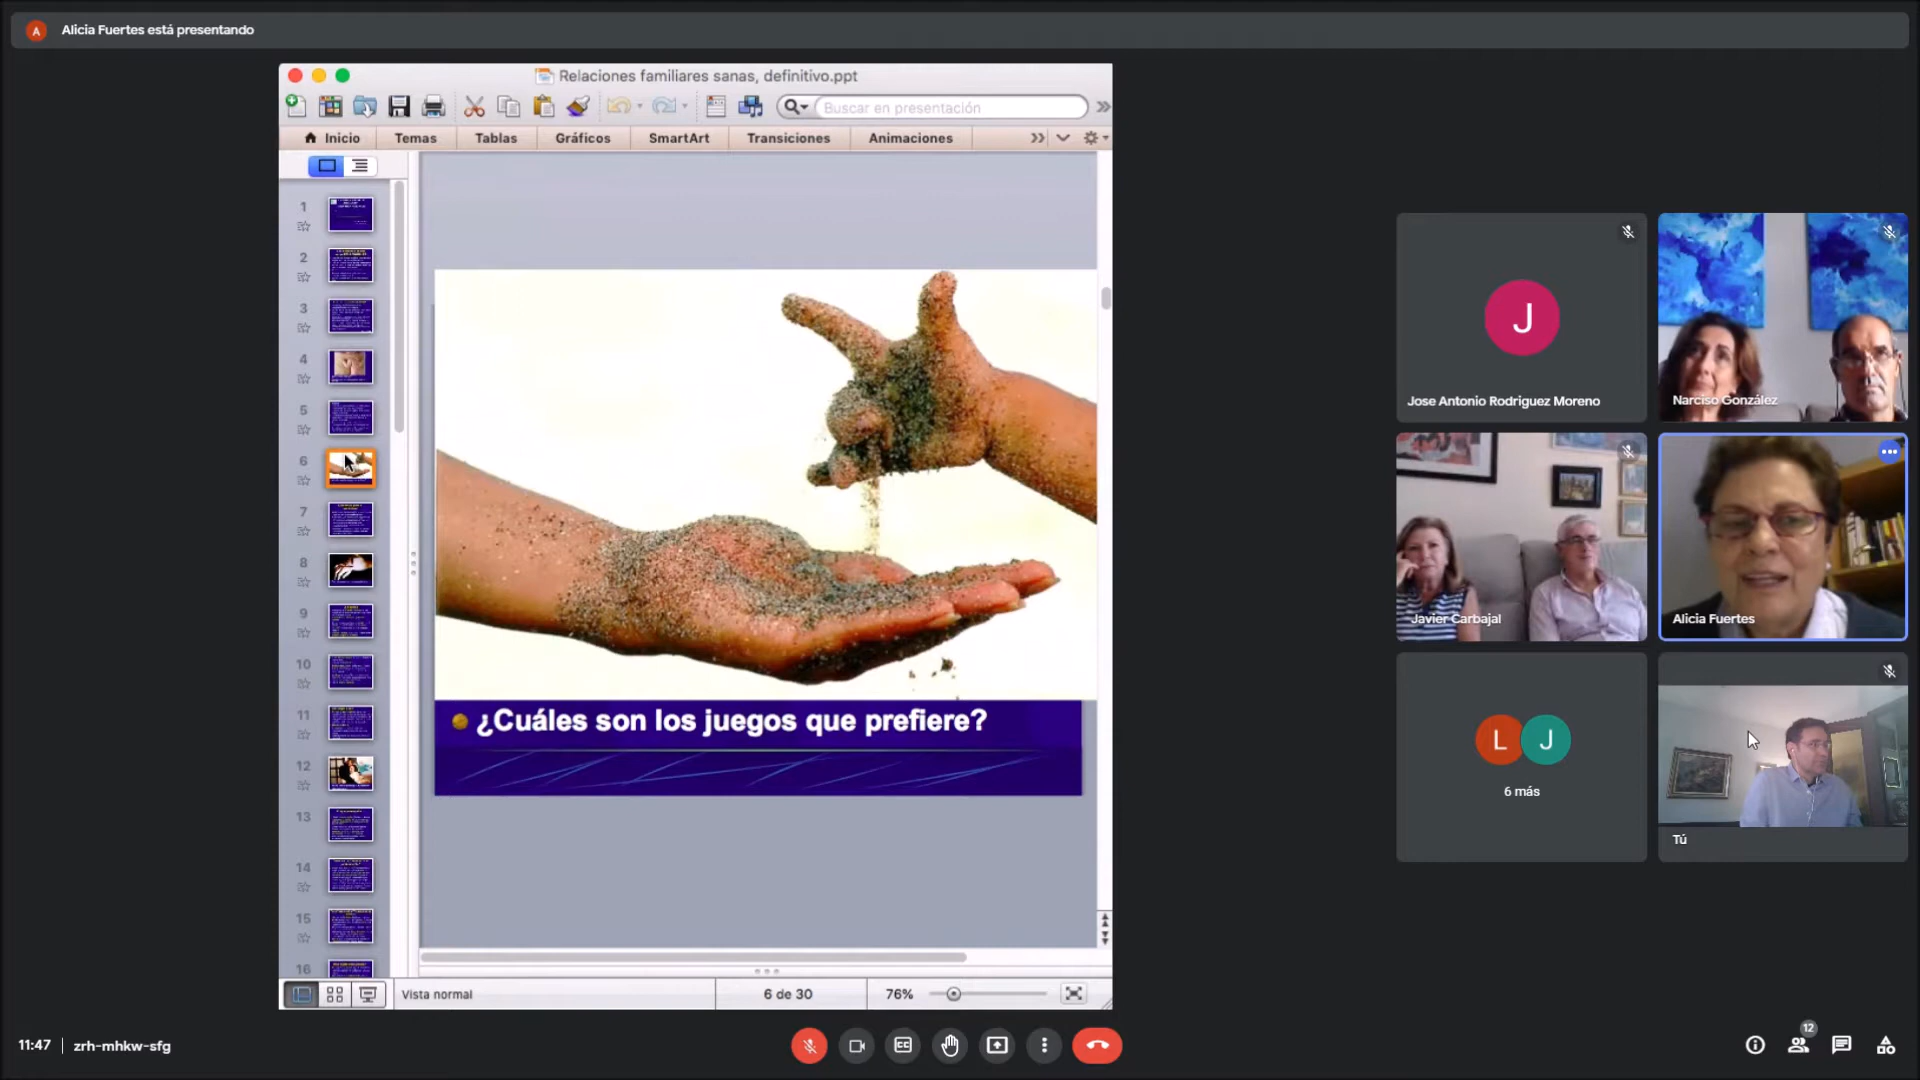 A Alicia Fuertes está presentando
Relaciones familiares sanas, definitivo.ppt
Buscar en presentación
Inicio Temas Tablas Gráficos SmartArt Transiciones Animaciones
1
2
3
4
5
6
7
8
9
10
11
12
13
14
15
16
¿Cuáles son los juegos que prefiere?
Vista normal 6 de 30 76%
J
Jose Antonio Rodriguez Moreno
Narciso González
Javier Carbajal
Alicia Fuertes
L J
6 más
Tú
11:47 zrh-mhkw-sfg
CC
12